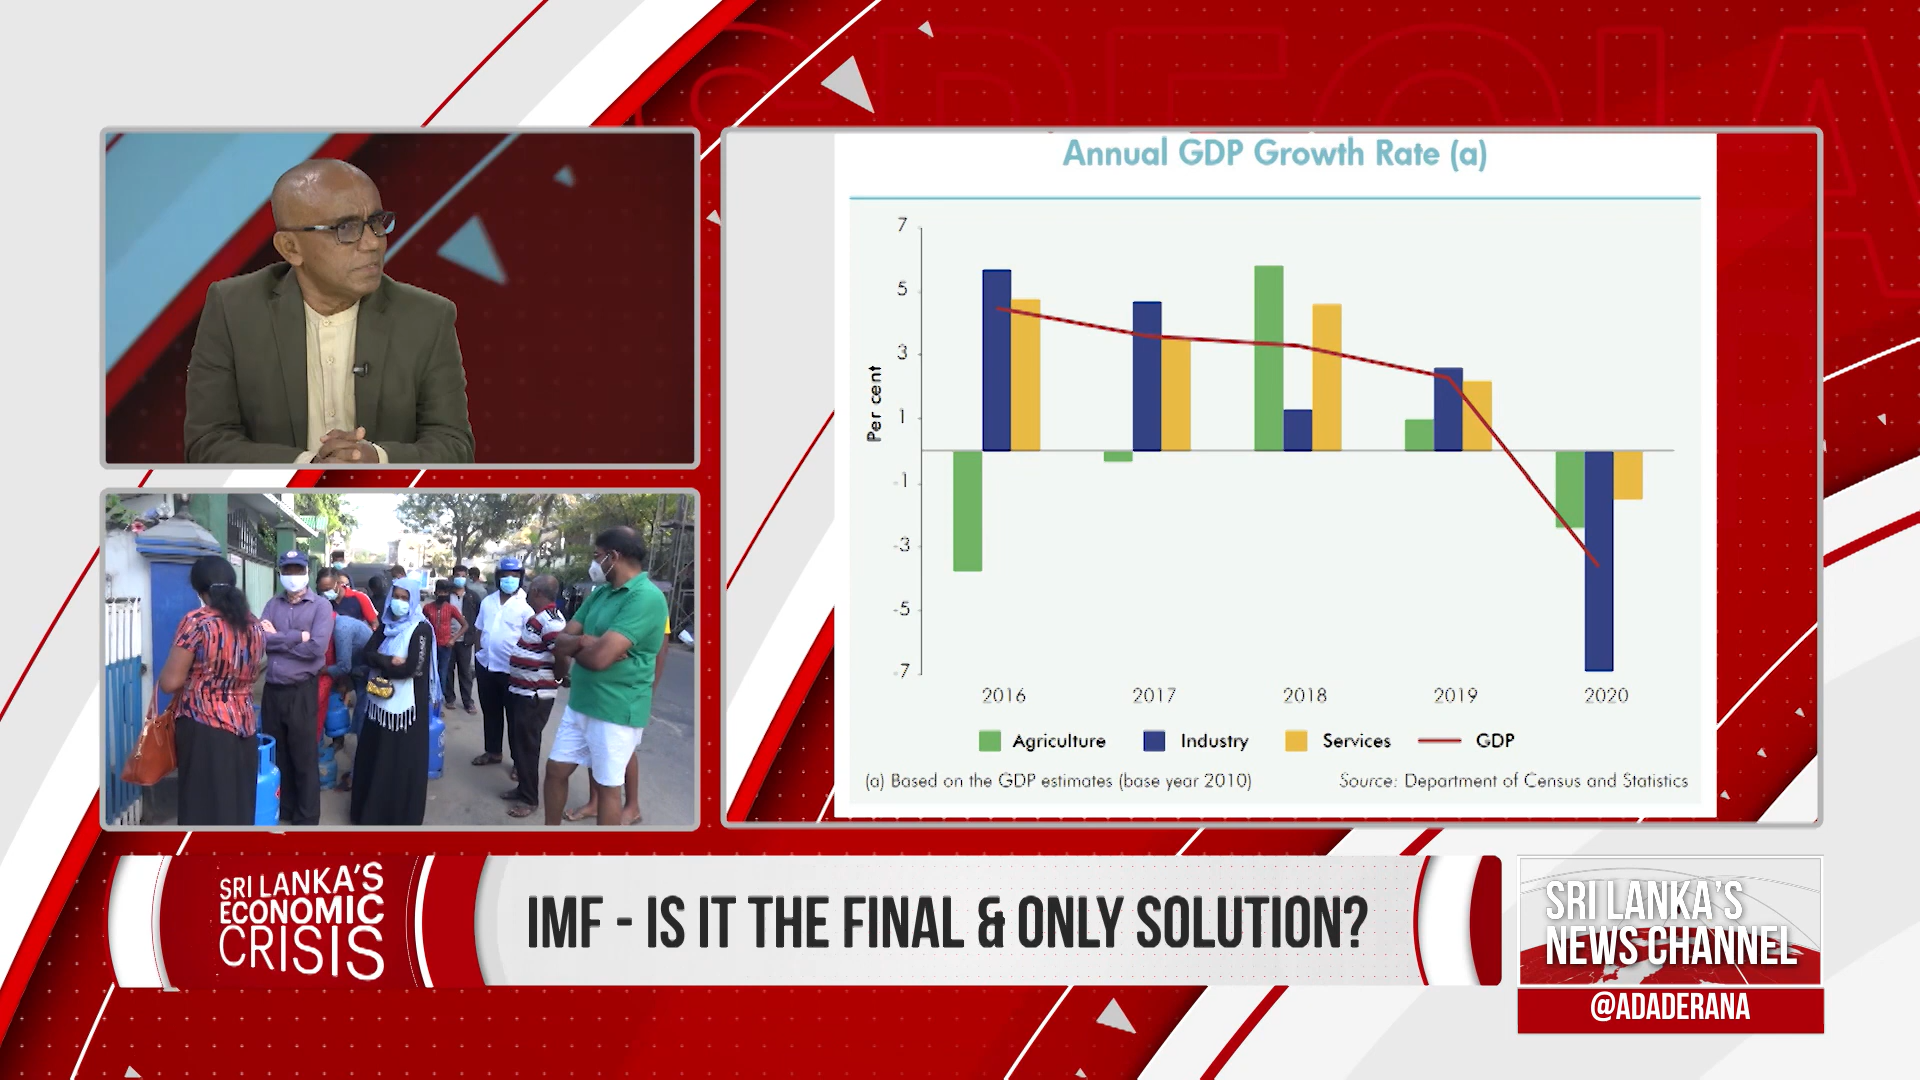 SPECIA
Annual GDP Growth Rate (a)
Per cent
7
5
3
1
-1
-3
-5
-7
2016 2017 2018 2019 2020
Agriculture Industry Services GDP
(a) Based on the GDP estimates (base year 2010) Source: Department of Census and Statistics
SRI LANKA'S
ECONOMIC
CRISIS
IMF - IS IT THE FINAL & ONLY SOLUTION?
SRI LANKA'S
NEWS CHANNEL
@ADADERANA